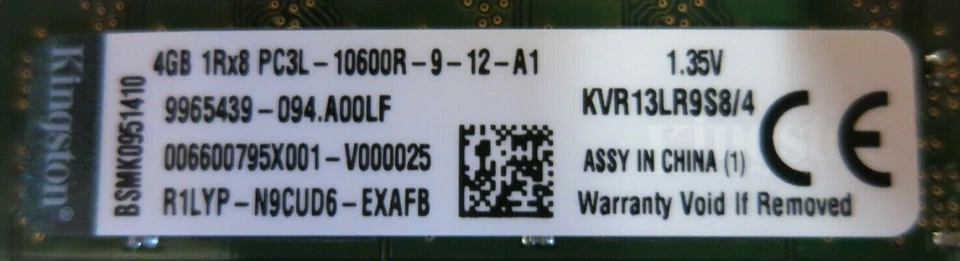 Kingston®
BSMK0951410
4GB 1Rx8 PC3L-10600R-9-12-A1
1.35V
9965439-094.A00LF
KVR13LR9S8/4
006600795X001-V000025
ASSY IN CHINA (1)
R1LYP-N9CUD6-EXAFB
Warranty Void If Removed
CE